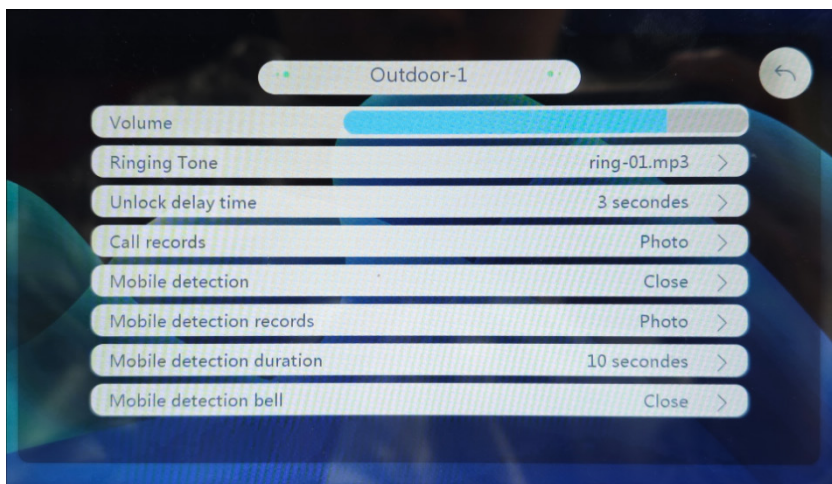 Outdoor-1
Volume
Ringing Tone ring-01.mp3
Unlock delay time 3 secondes
Call records Photo
Mobile detection Close
Mobile detection records Photo
Mobile detection duration 10 secondes
Mobile detection bell Close